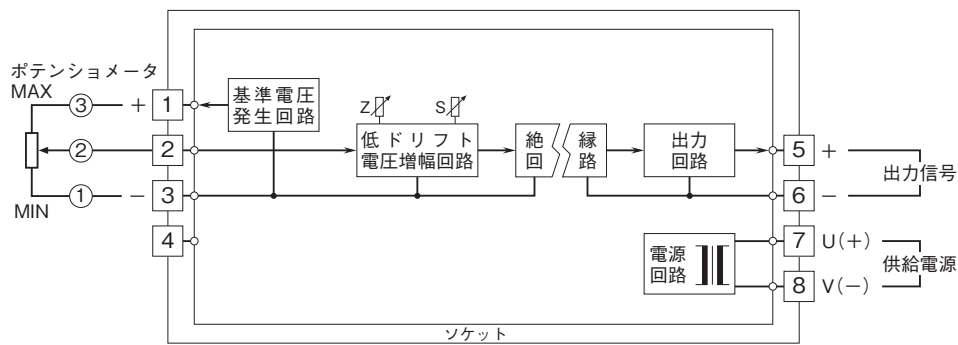 ポテンショメータ
MAX
③
+
1
基準電圧
発生回路
Z
S
②
2
低ドリフト
電圧増幅回路
絶
回
縁
路
出力
回路
5
+
出力信号
①
-
3
6
-
MIN
4
電源
回路
7
U(+)
供給電源
8
V(-)
ソケット